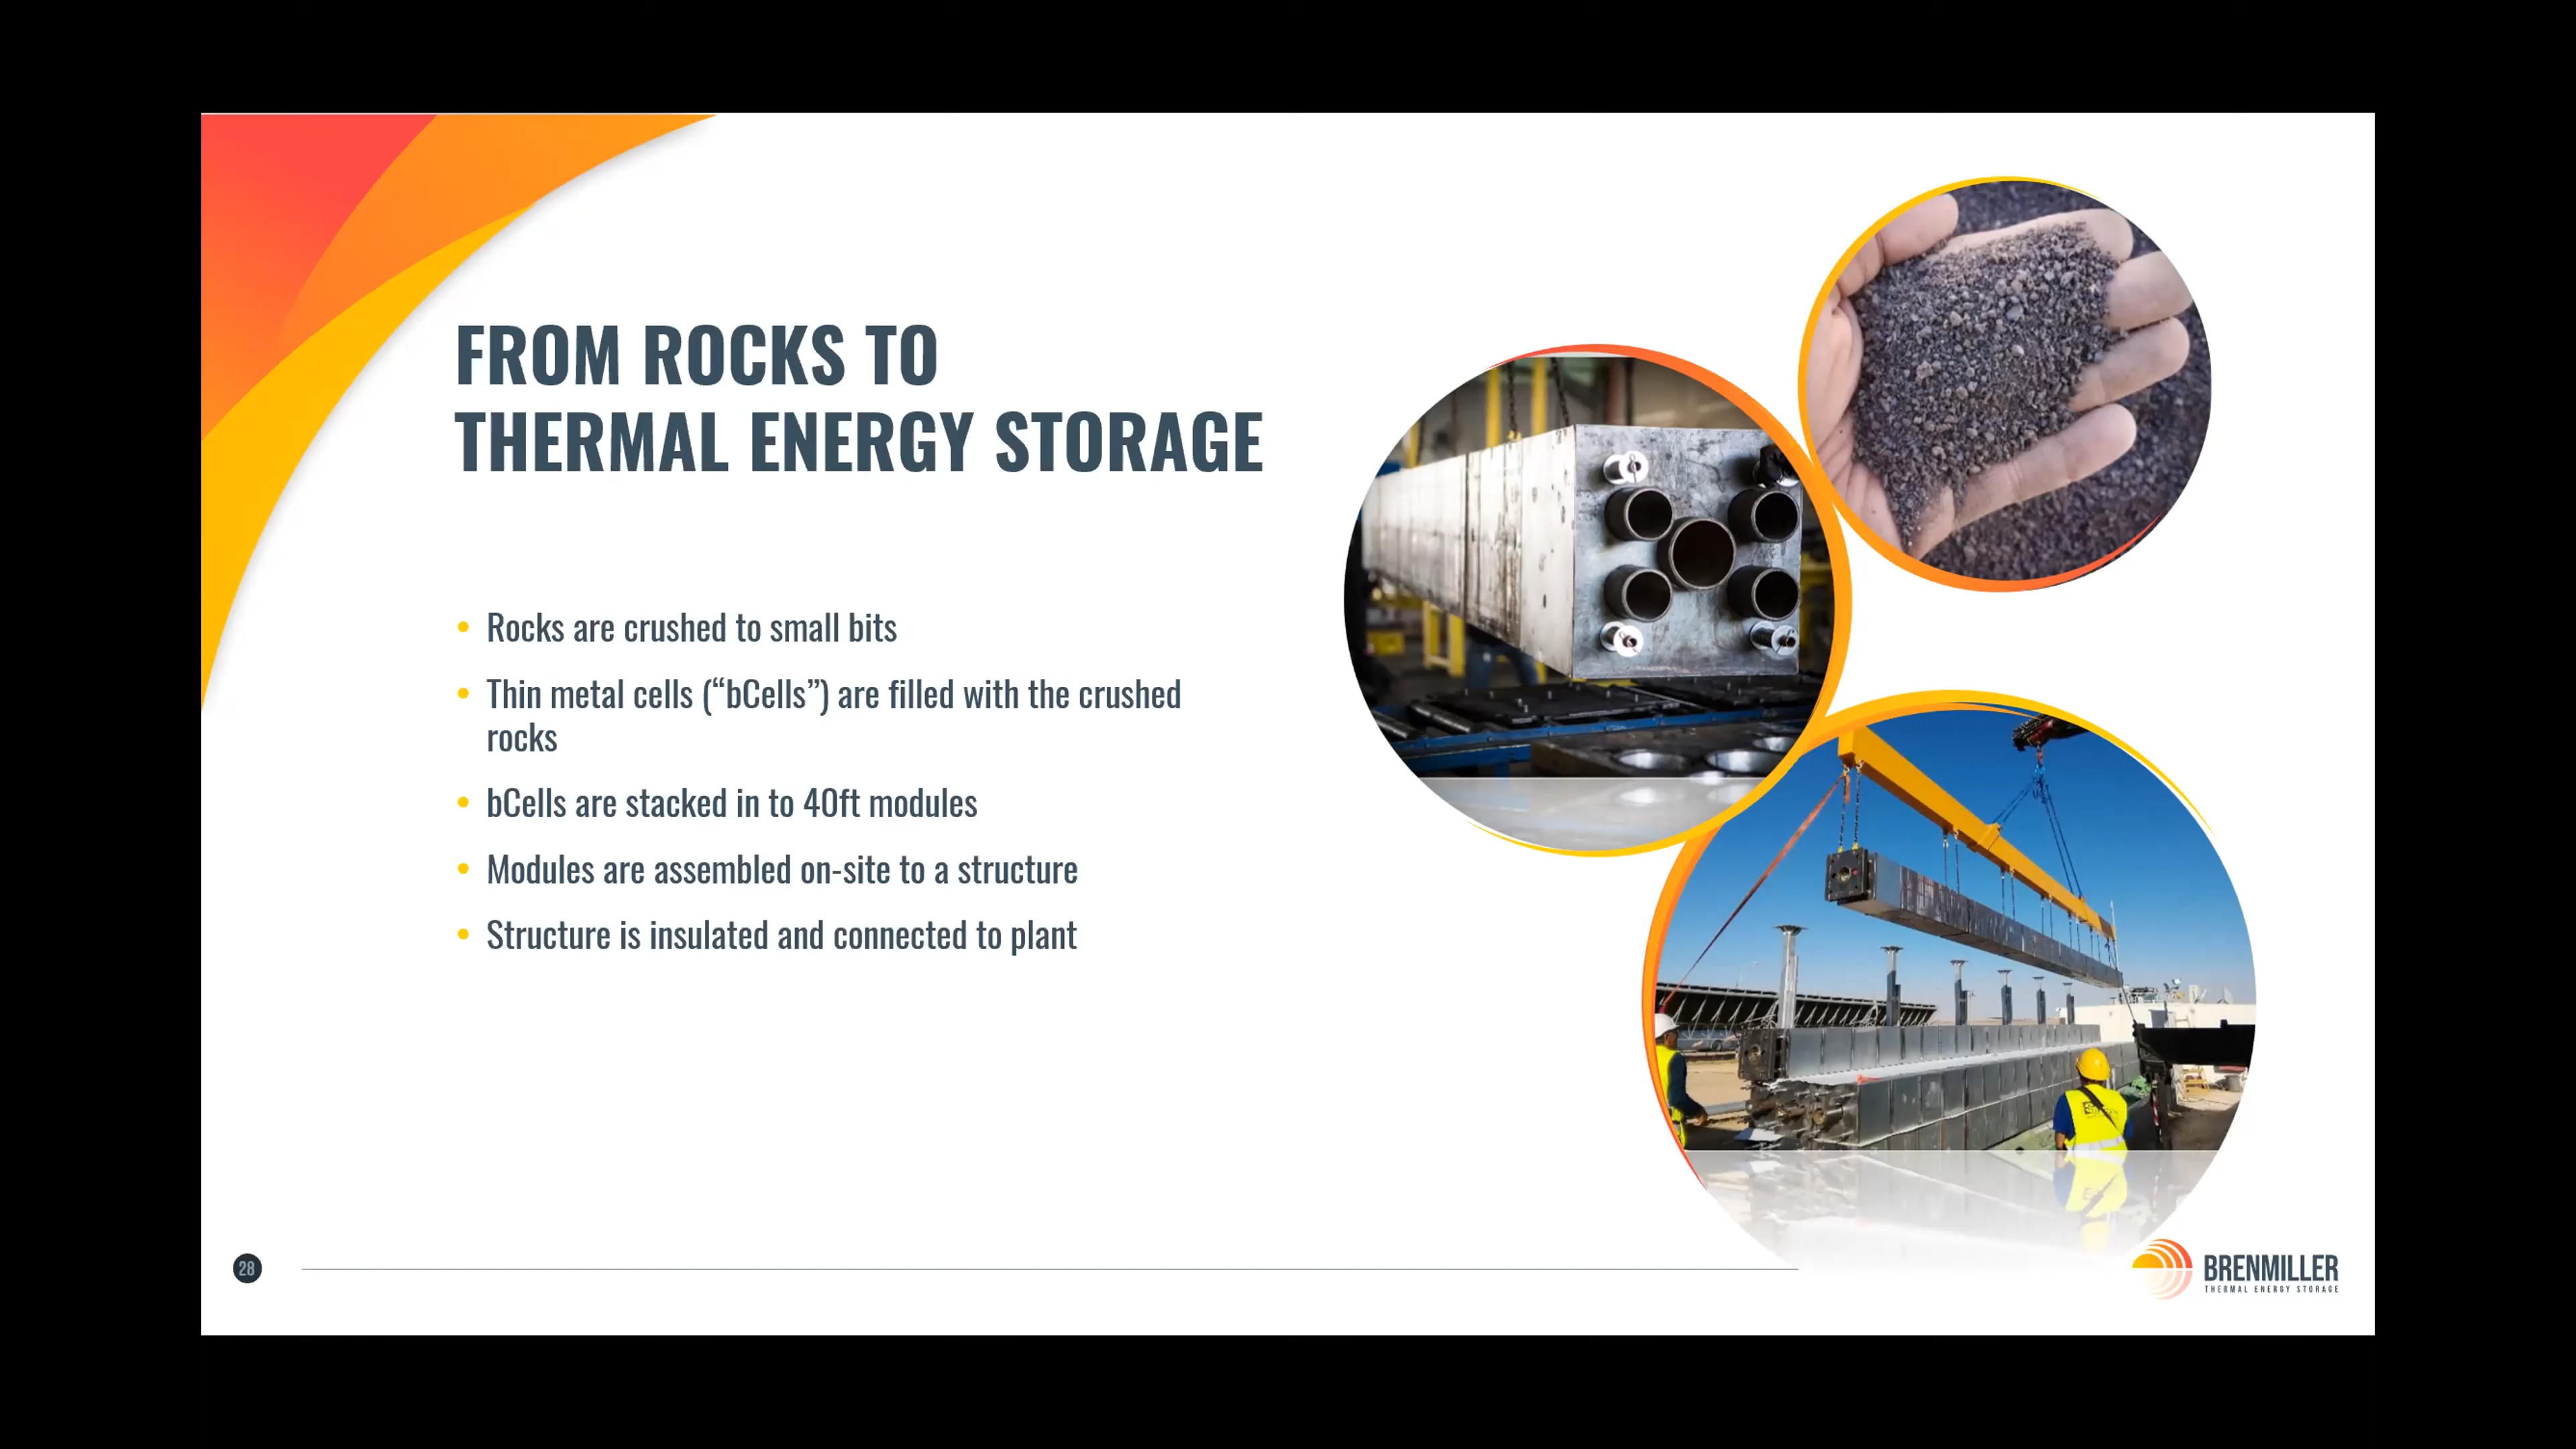 FROM ROCKS TO
THERMAL ENERGY STORAGE
• Rocks are crushed to small bits
• Thin metal cells (“bCells”) are filled with the crushed
rocks
• bCells are stacked in to 40ft modules
• Modules are assembled on-site to a structure
• Structure is insulated and connected to plant
28
BRENMILLER
THERMAL ENERGY STORAGE